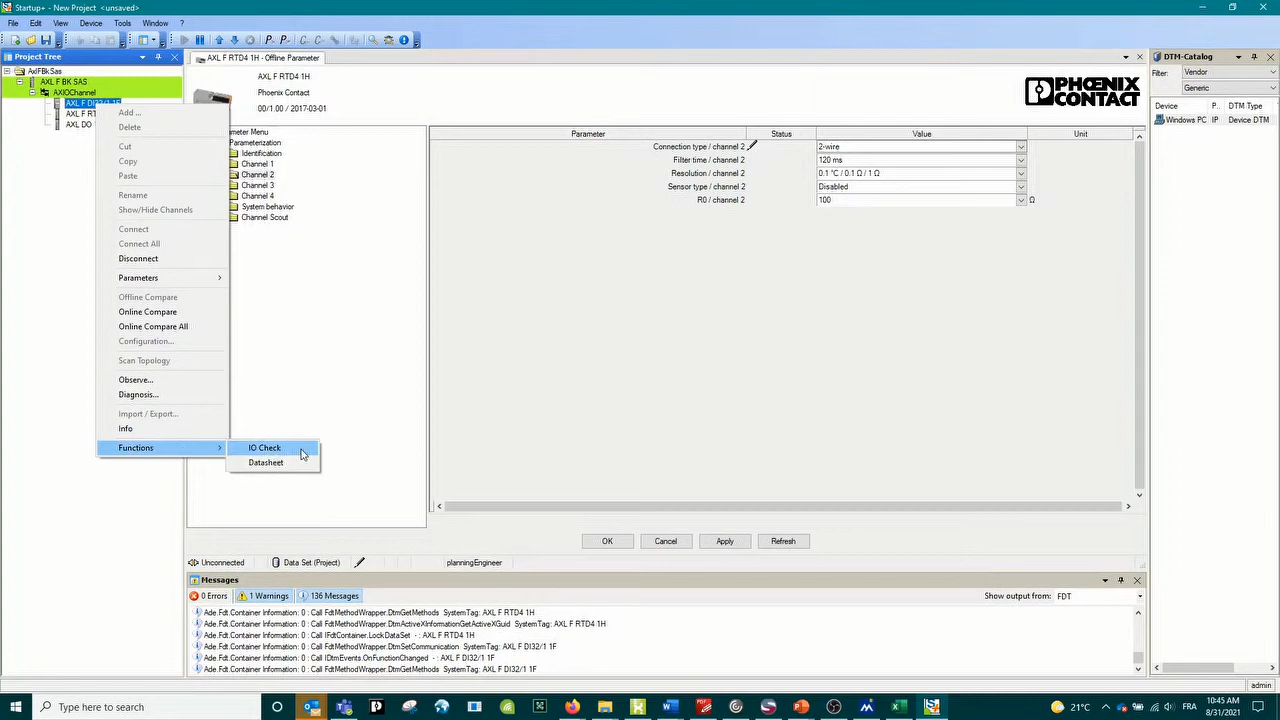 Startup+ - New Project <unsaved>
File Edit View Device Tools Window ?
Project Tree
AxlFBkSas
AXL F BK SAS
AXIOChannel
AXL F DI32/1 1F
AXL F RT
AXL DO
Add ...
Delete
Cut
Copy
Paste
Rename
Show/Hide Channels
Connect
Connect All
Disconnect
Parameters
Offline Compare
Online Compare
Online Compare All
Configuration...
Scan Topology
Observe...
Diagnosis...
Import / Export...
Info
Functions
IO Check
Datasheet
AXL F RTD4 1H - Offline Parameter
AXL F RTD4 1H
Phoenix Contact
00/1.00 / 2017-03-01
PHOENIX
CONTACT
ameter Menu
Parameterization
Identification
Channel 1
Channel 2
Channel 3
Channel 4
System behavior
Channel Scout
Parameter Status Value Unit
Connection type / channel 2 2-wire
Filter time / channel 2 120 ms
Resolution / channel 2 0.1 °C / 0.1 Ω / 1 Ω
Sensor type / channel 2 Disabled
R0 / channel 2 100 Ω
OK Cancel Apply Refresh
Unconnected Data Set (Project) planningEngineer
Messages
0 Errors 1 Warnings 136 Messages Show output from: FDT
Ade.Fdt.Container Information: 0 : Call FdtMethodWrapper.DtmGetMethods SystemTag: AXL F RTD4 1H
Ade.Fdt.Container Information: 0 : Call FdtMethodWrapper.DtmActiveXInformationGetActiveXGuid SystemTag: AXL F RTD4 1H
Ade.Fdt.Container Information: 0 : Call IFdtContainer.LockDataSet - : AXL F RTD4 1H
Ade.Fdt.Container Information: 0 : Call FdtMethodWrapper.DtmSetCommunication SystemTag: AXL F DI32/1 1F
Ade.Fdt.Container Information: 0 : Call IDtmEvents.OnFunctionChanged - : AXL F DI32/1 1F
Ade.Fdt.Container Information: 0 : Call FdtMethodWrapper.DtmGetMethods SystemTag: AXL F DI32/1 1F
DTM-Catalog
Filter: Vendor
Generic
Device P.. DTM Type
Windows PC IP Device DTM
admin
Type here to search
21°C
FRA
10:45 AM
8/31/2021